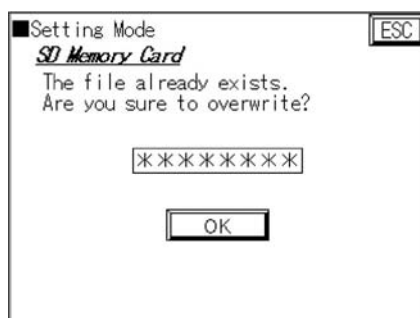 ■Setting Mode ESC
SD Memory Card
The file already exists.
Are you sure to overwrite?
********
OK